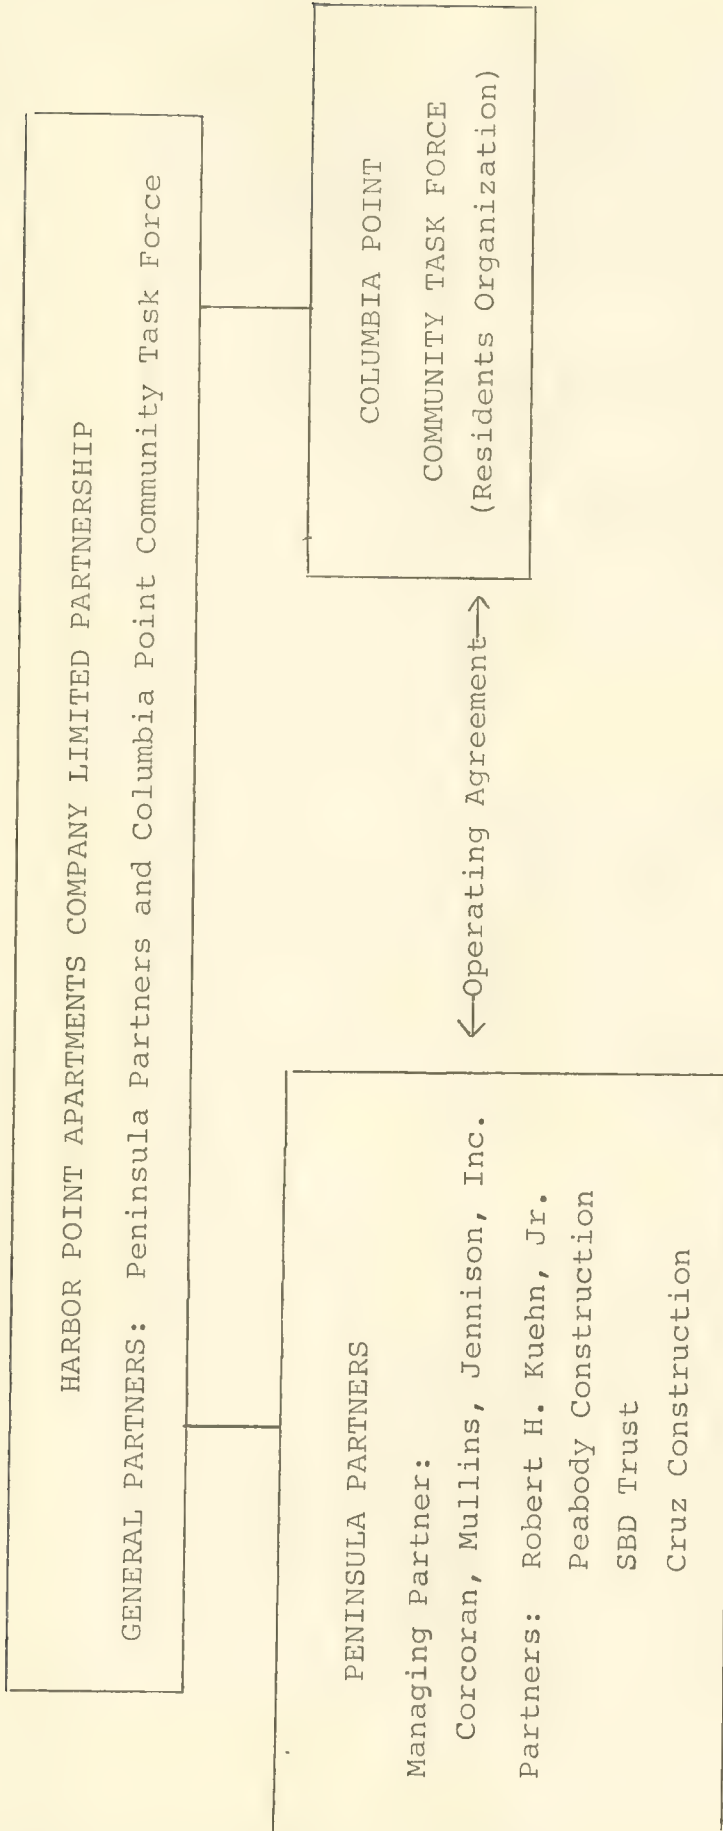 HARBOR POINT APARTMENTS COMPANY LIMITED PARTNERSHIP
GENERAL PARTNERS: Peninsula Partners and Columbia Point Community Task Force
PENINSULA PARTNERS
Managing Partner:
Corcoran, Mullins, Jennison, Inc.
Partners: Robert H. Kuehn, Jr.
Peabody Construction
SBD Trust
Cruz Construction
←Operating Agreement→
COLUMBIA POINT
COMMUNITY TASK FORCE
(Residents Organization)